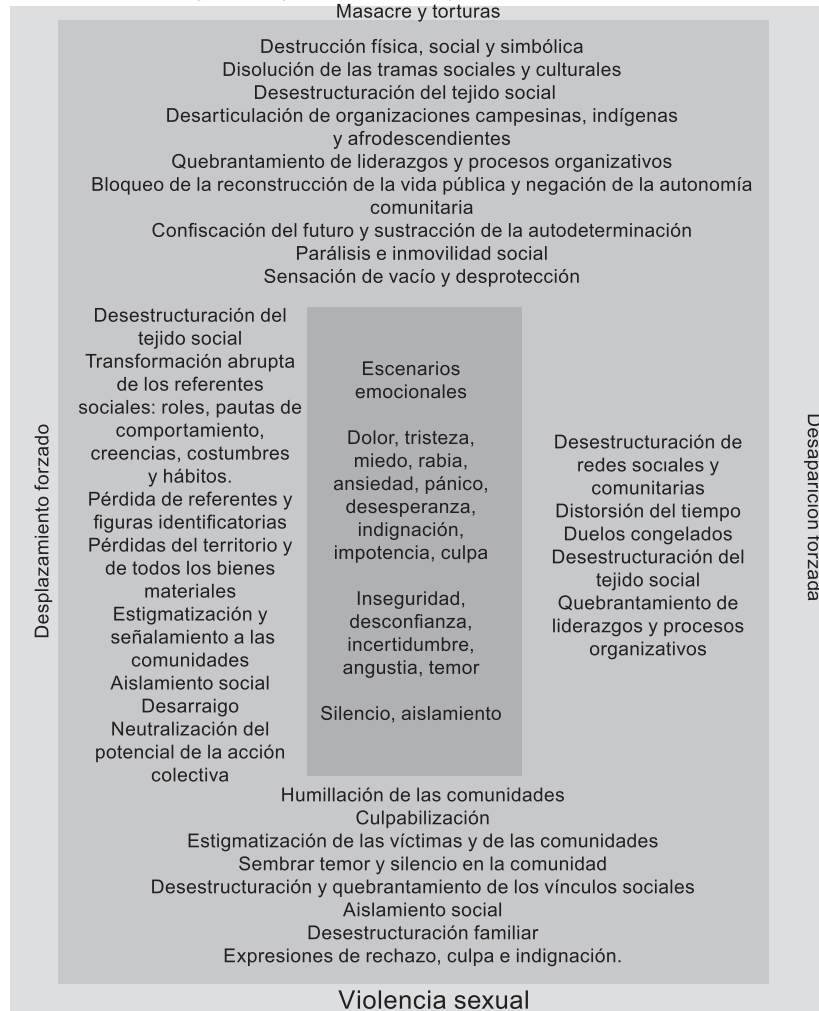 Masacre y torturas
Destrucción física, social y simbólica
Disolución de las tramas sociales y culturales
Desestructuración del tejido social
Desarticulación de organizaciones campesinas, indígenas
y afrodescendientes
Quebrantamiento de liderazgos y procesos organizativos
Bloqueo de la reconstrucción de la vida pública y negación de la autonomía
comunitaria
Confiscación del futuro y sustracción de la autodeterminación
Parálisis e inmovilidad social
Sensación de vacío y desprotección
Desplazamiento forzado
Desestructuración del
tejido social
Transformación abrupta
de los referentes
sociales: roles, pautas de
comportamiento,
creencias, costumbres
y hábitos.
Pérdida de referentes y
figuras identificatorias
Pérdidas del territorio y
de todos los bienes
materiales
Estigmatización y
señalamiento a las
comunidades
Aislamiento social
Desarraigo
Neutralización del
potencial de la acción
colectiva
Escenarios
emocionales
Dolor, tristeza,
miedo, rabia,
ansiedad, pánico,
desesperanza,
indignación,
impotencia, culpa
Inseguridad,
desconfianza,
incertidumbre,
angustia, temor
Silencio, aislamiento
Desestructuración de
redes sociales y
comunitarias
Distorsión del tiempo
Duelos congelados
Desestructuración del
tejido social
Quebrantamiento de
liderazgos y procesos
organizativos
Desaparicion forzada
Humillación de las comunidades
Culpabilización
Estigmatización de las víctimas y de las comunidades
Sembrar temor y silencio en la comunidad
Desestructuración y quebrantamiento de los vínculos sociales
Aislamiento social
Desestructuración familiar
Expresiones de rechazo, culpa e indignación.
Violencia sexual